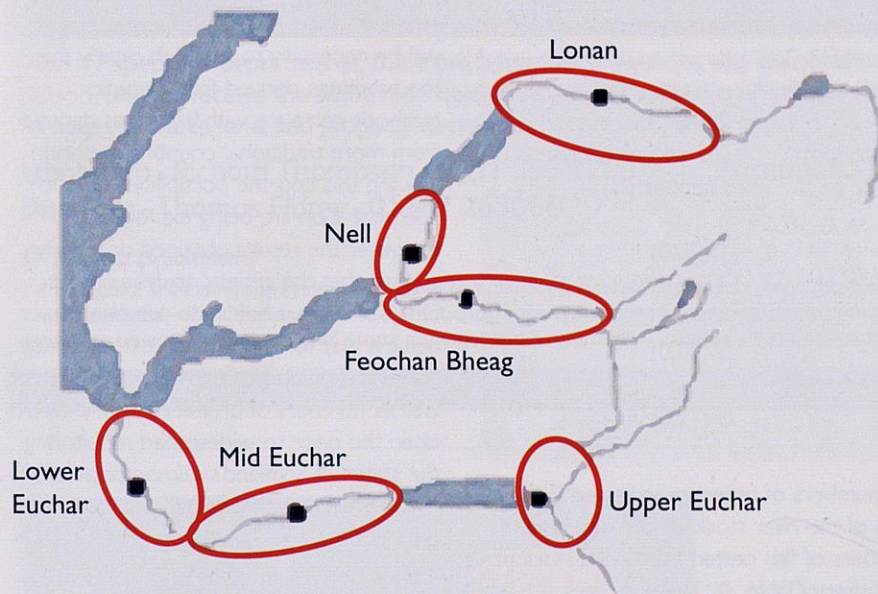 Lonan
Nell
Feochan Bheag
Mid Euchar
Lower
Euchar
Upper Euchar